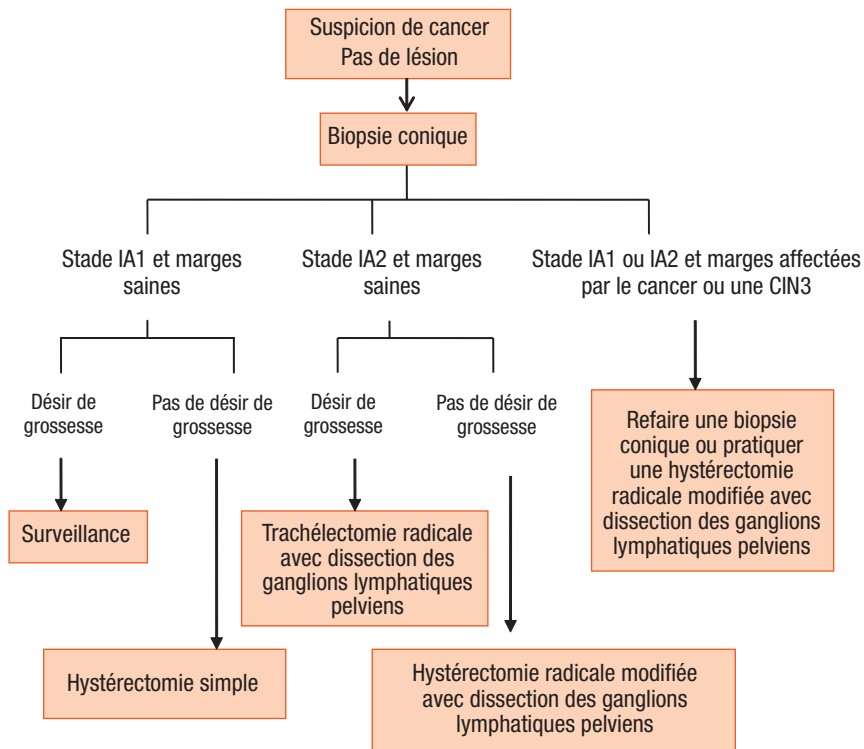 Suspicion de cancer
Pas de lésion
Biopsie conique
Stade IA1 et marges
saines
Stade IA2 et marges
saines
Stade IA1 ou IA2 et marges affectées
par le cancer ou une CIN3
Désir de
grossesse
Pas de désir de
grossesse
Désir de
grossesse
Pas de désir de
grossesse
Refaire une biopsie
conique ou pratiquer
une hystérectomie
radicale modifiée avec
dissection des ganglions
lymphatiques pelviens
Surveillance
Trachélectomie radicale
avec dissection des
ganglions lymphatiques
pelviens
Hystérectomie simple
Hystérectomie radicale modifiée
avec dissection des ganglions
lymphatiques pelviens